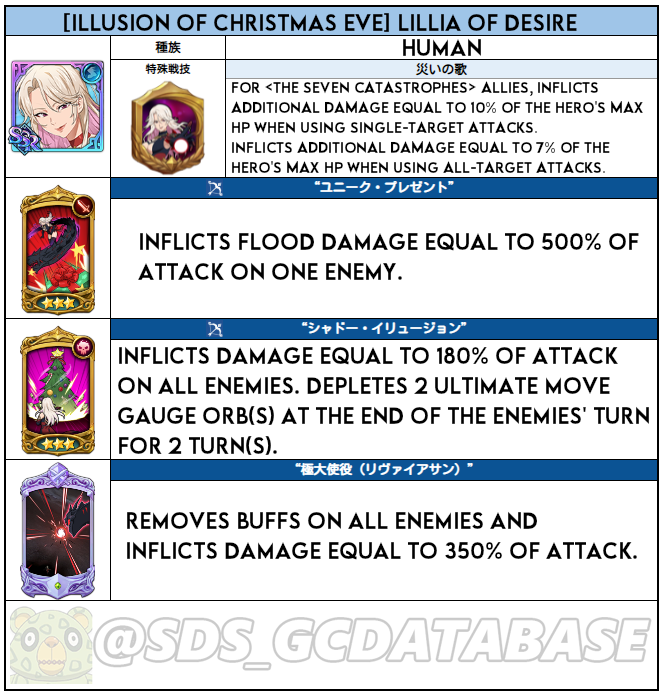 [ILLUSION OF CHRISTMAS EVE] LILLIA OF DESIRE
種族
HUMAN
特殊戦技
災いの歌
FOR <THE SEVEN CATASTROPHES> ALLIES, INFLICTS
ADDITIONAL DAMAGE EQUAL TO 10% OF THE HERO'S MAX
HP WHEN USING SINGLE-TARGET ATTACKS.
INFLICTS ADDITIONAL DAMAGE EQUAL TO 7% OF THE
HERO'S MAX HP WHEN USING ALL-TARGET ATTACKS.
“ユニーク・プレゼント”
INFLICTS FLOOD DAMAGE EQUAL TO 500% OF
ATTACK ON ONE ENEMY.
“シャドー・イリュージョン”
INFLICTS DAMAGE EQUAL TO 180% OF ATTACK
ON ALL ENEMIES. DEPLETES 2 ULTIMATE MOVE
GAUGE ORB(S) AT THE END OF THE ENEMIES' TURN
FOR 2 TURN(S).
“極大使役（リヴァイアサン）”
REMOVES BUFFS ON ALL ENEMIES AND
INFLICTS DAMAGE EQUAL TO 350% OF ATTACK.
@SDS_GCDATABASE